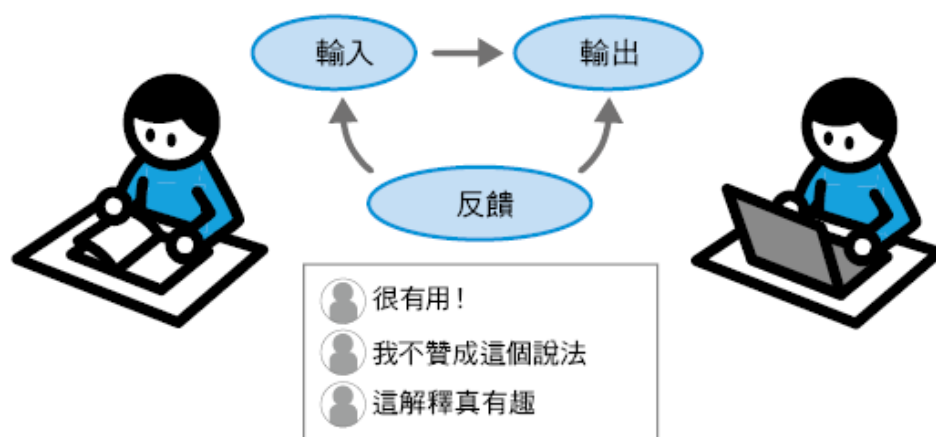 輸入
輸出
反饋
很有用！
我不贊成這個說法
這解釋真有趣